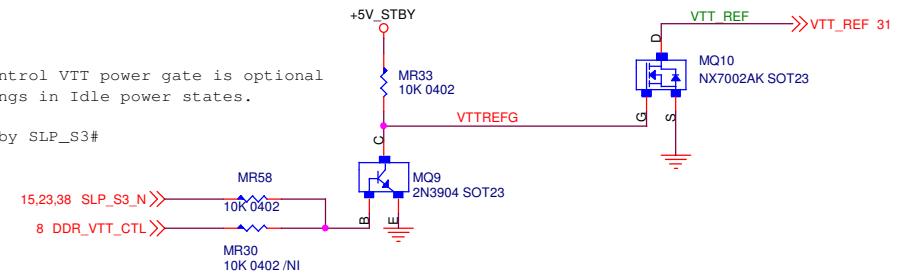 +5V_STBY
VTT_REF
VTT_REF 31
D
MQ10
NX7002AK SOT23
ntrol VTT power gate is optional
ngs in Idle power states.
MR33
10K 0402
VTTREFG
G
S
by SLP_S3#
C
MQ9
2N3904 SOT23
MR58
15,23,38 SLP_S3_N
10K 0402
B
E
8 DDR_VTT_CTL
MR30
10K 0402 /NI